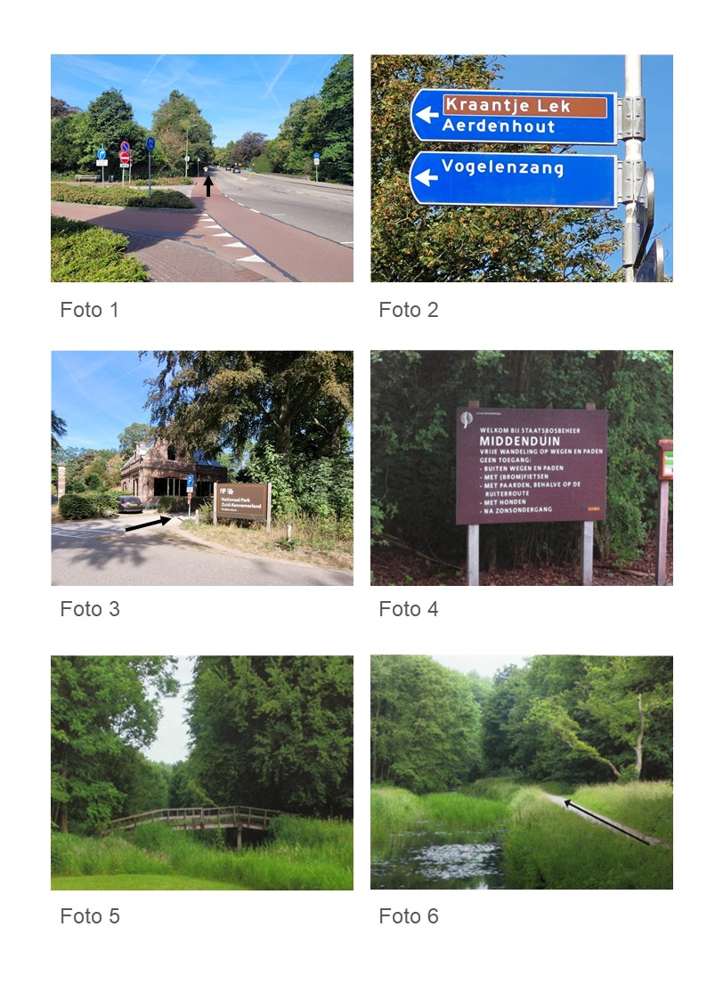 Kraantje Lek
Aerdenhout
Vogelenzang
Foto 1
Foto 2
P
Nationaal Park
Zuid-Kennemerland
WELKOM BIJ STAATSBOSBEHEER
MIDDENDUIN
VRIJE WANDELING OP WEGEN EN PADEN
GEEN TOEGANG:
- BUITEN WEGEN EN PADEN
- MET (BROM)FIETSEN
- MET PAARDEN, BEHALVE OP DE
RUITERROUTE
- MET HONDEN
- NA ZONSONDERGANG
Foto 3
Foto 4
Foto 5
Foto 6